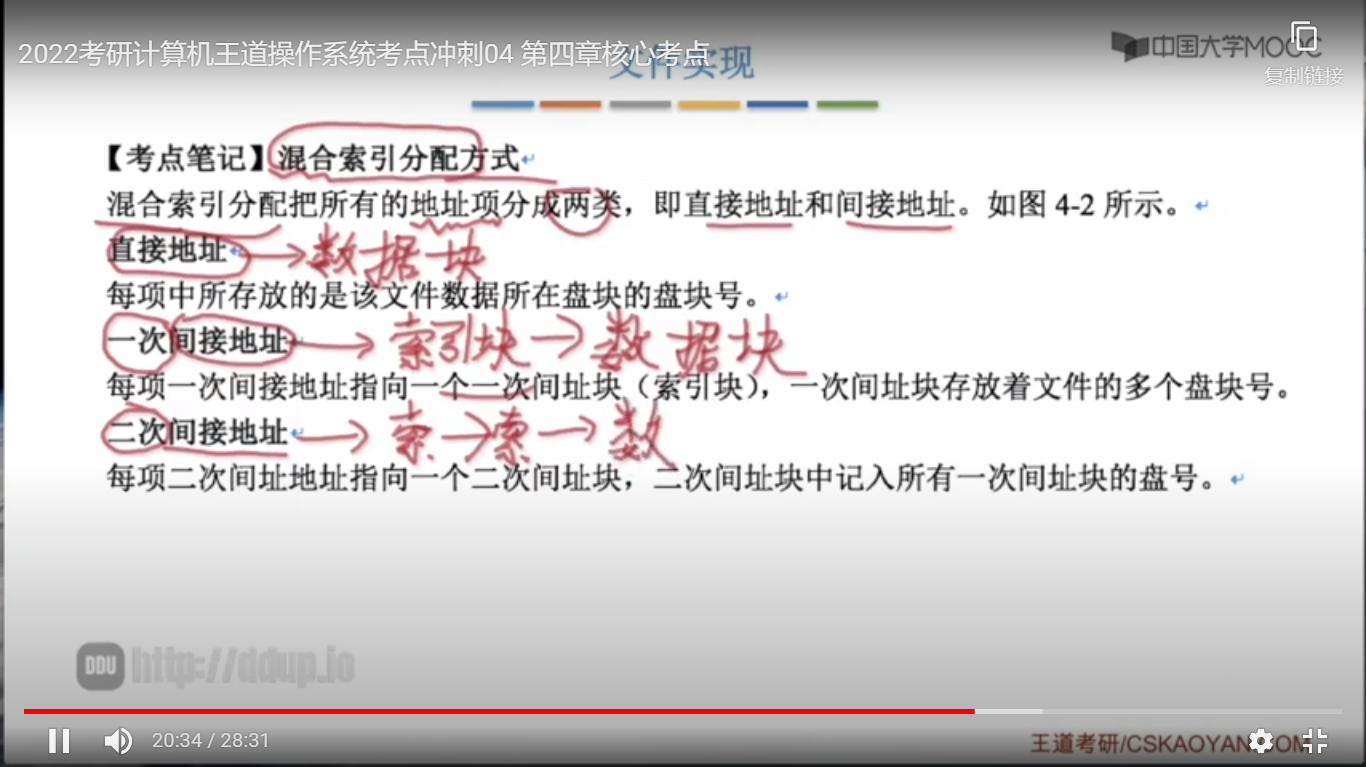 2022考研计算机王道操作系统考点冲刺04 第四章核心考点
文件实现
中国大学MOOC
复制链接
【考点笔记】混合索引分配方式
混合索引分配把所有的地址项分成两类，即直接地址和间接地址。如图 4-2 所示。
直接地址 → 数据块
每项中所存放的是该文件数据所在盘块的盘块号。
一次间接地址 → 索引块 → 数据块
每项一次间接地址指向一个一次间址块（索引块），一次间址块存放着文件的多个盘块号。
二次间接地址 → 索 → 索 → 数
每项二次间址地址指向一个二次间址块，二次间址块中记入所有一次间址块的盘号。
DDU http://ddup.io
20:34 / 28:31
王道考研/CSKAOYAN.COM